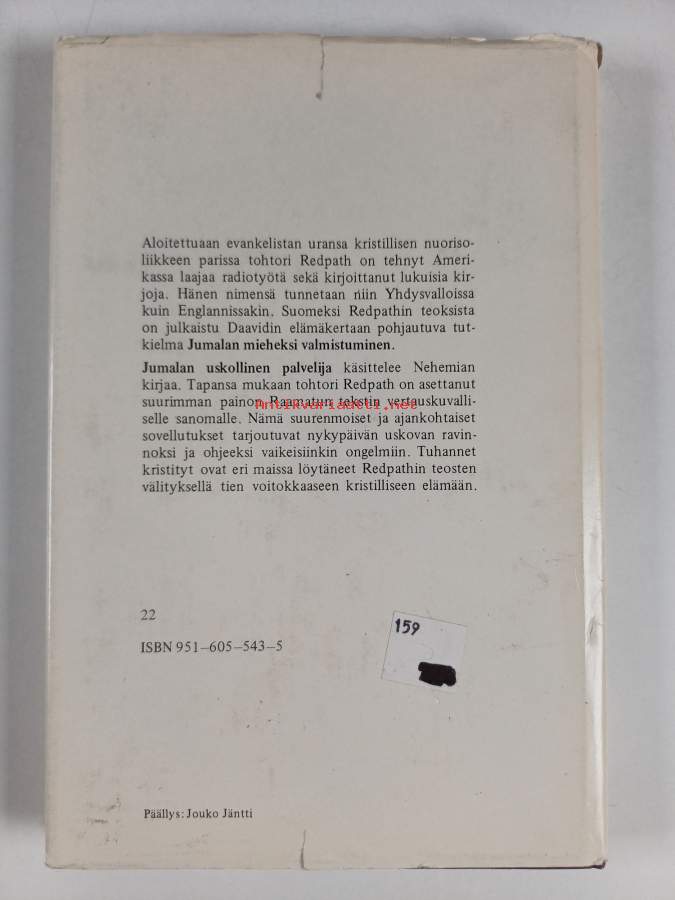 Aloitettuaan evankelistan uransa kristillisen nuoriso-
liikkeen parissa tohtori Redpath on tehnyt Ameri-
kassa laajaa radiotyötä sekä kirjoittanut lukuisia kir-
joja. Hänen nimensä tunnetaan niin Yhdysvalloissa
kuin Englannissakin. Suomeksi Redpathin teoksista
on julkaistu Daavidin elämäkertaan pohjautuva tut-
kielma Jumalan mieheksi valmistuminen.
Jumalan uskollinen palvelija käsittelee Nehemian
kirjaa. Tapansa mukaan tohtori Redpath on asettanut
suurimman painon Raamatun tekstin vertauskuvalli-
Antikvariaatti.net
selle sanomalle. Nämä suurenmoiset ja ajankohtaiset
sovellutukset tarjoutuvat nykypäivän uskovan ravin-
noksi ja ohjeeksi vaikeisiinkin ongelmiin. Tuhannet
kristityt ovat eri maissa löytäneet Redpathin teosten
välityksellä tien voitokkaaseen kristilliseen elämään.
22
159
ISBN 951–605–543–5
Päällys: Jouko Jäntti